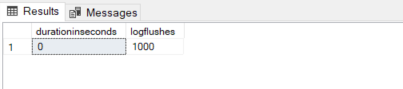 Results Messages
durationinseconds logflushes
1 0 1000